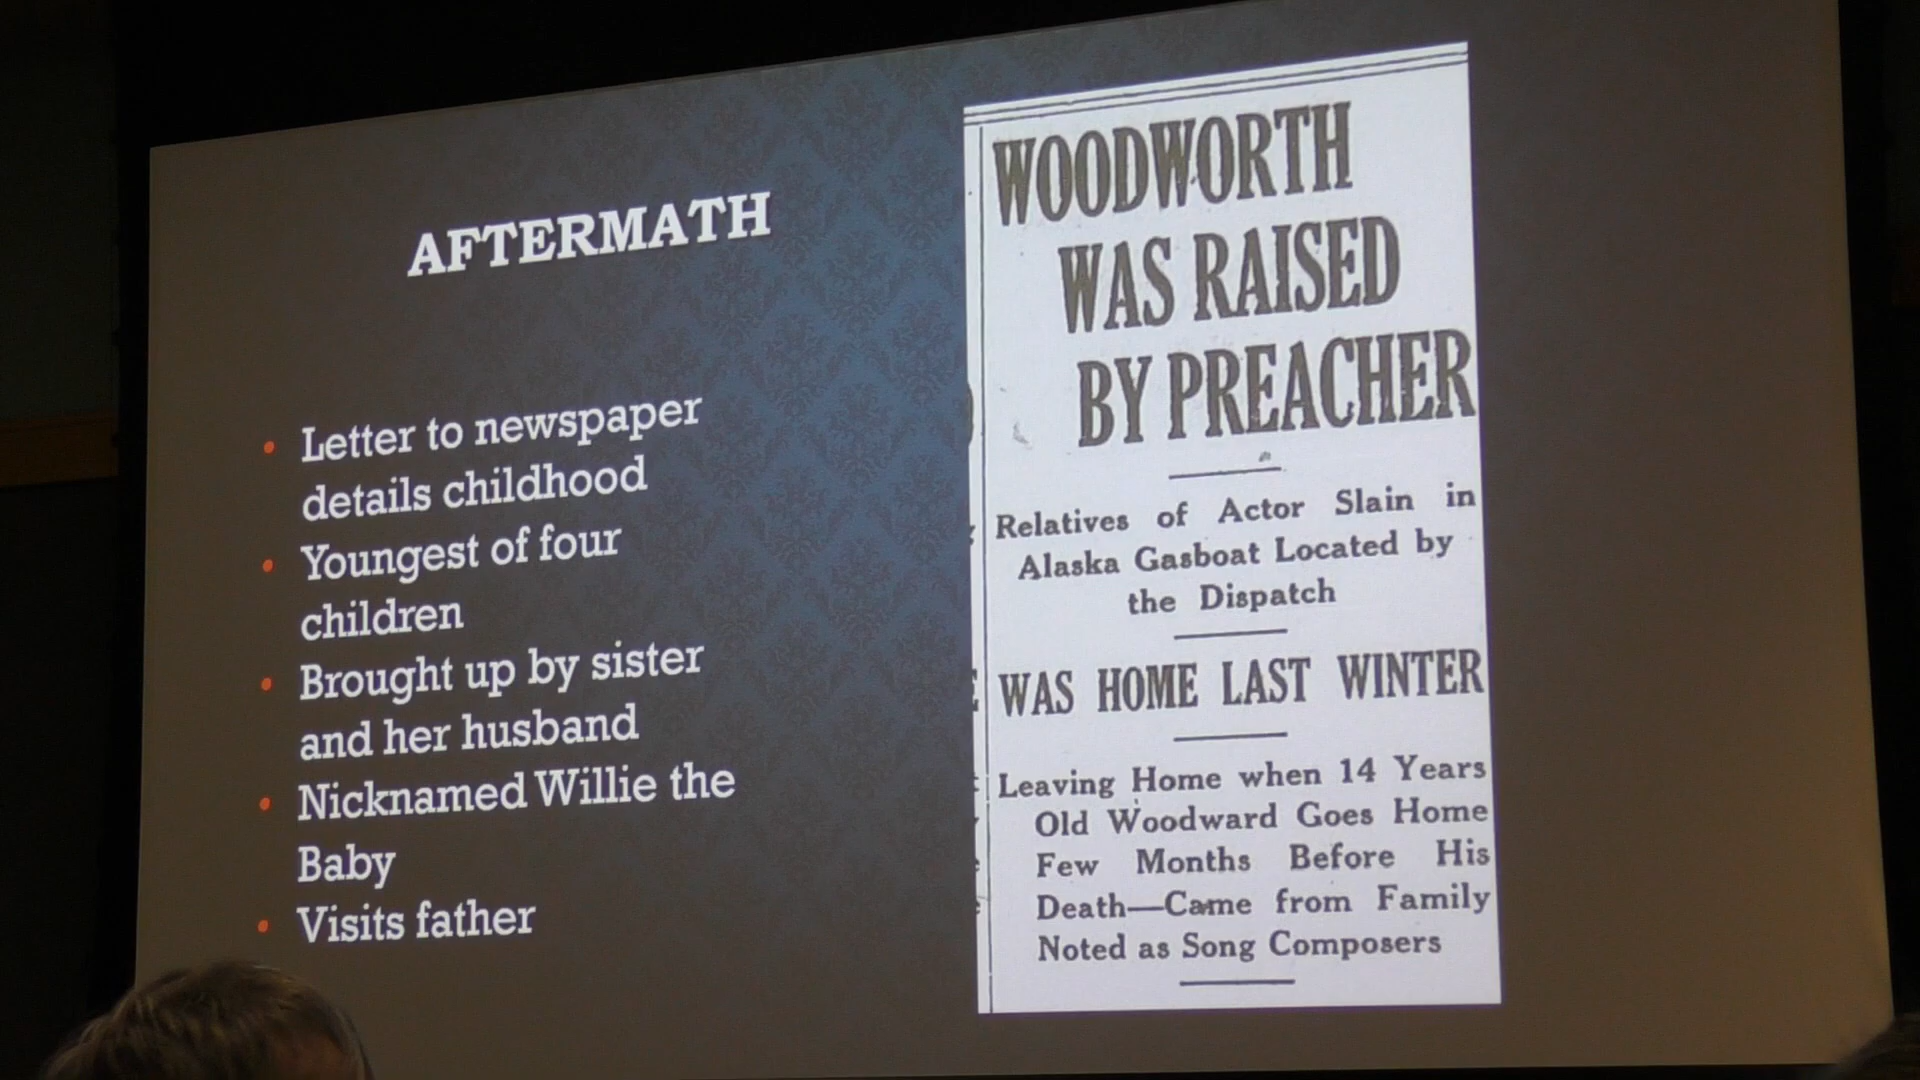 AFTERMATH
• Letter to newspaper
details childhood
• Youngest of four
children
• Brought up by sister
and her husband
• Nicknamed Willie the
Baby
• Visits father
WOODWORTH
WAS RAISED
BY PREACHER
Relatives of Actor Slain in
Alaska Gasboat Located by
the Dispatch
WAS HOME LAST WINTER
Leaving Home when 14 Years
Old Woodward Goes Home
Few Months Before His
Death—Came from Family
Noted as Song Composers